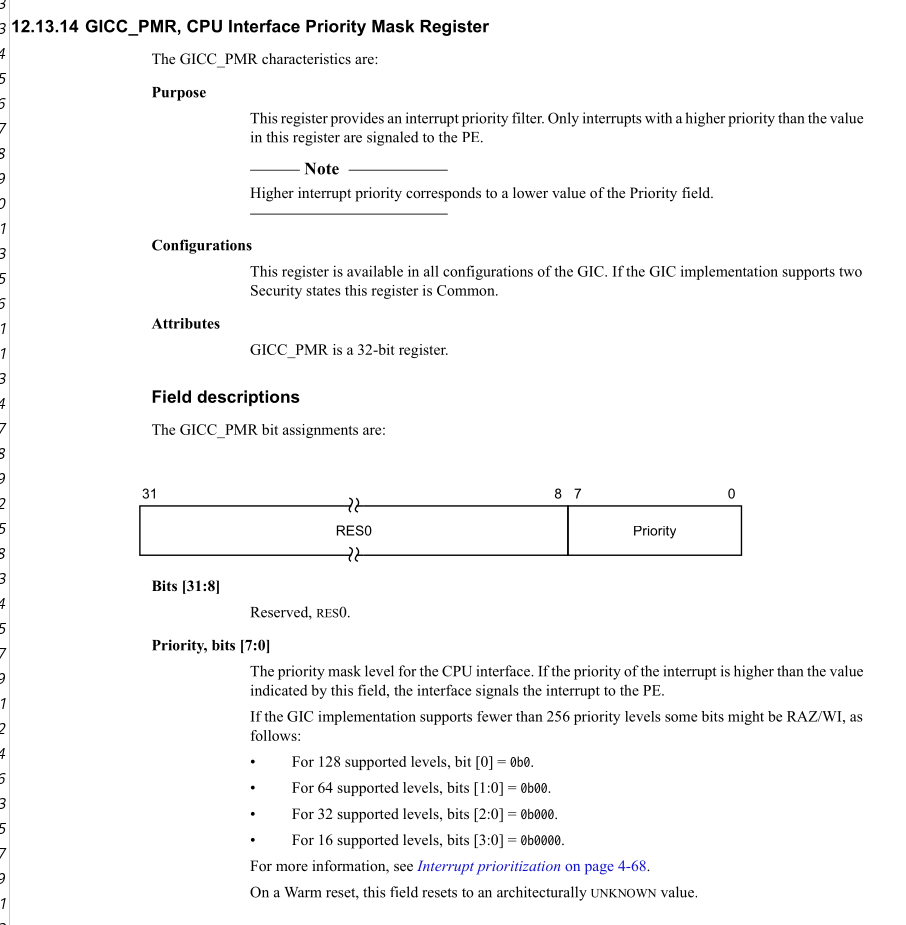 12.13.14 GICC_PMR, CPU Interface Priority Mask Register
The GICC_PMR characteristics are:
Purpose
This register provides an interrupt priority filter. Only interrupts with a higher priority than the value
in this register are signaled to the PE.
Note
Higher interrupt priority corresponds to a lower value of the Priority field.
Configurations
This register is available in all configurations of the GIC. If the GIC implementation supports two
Security states this register is Common.
Attributes
GICC_PMR is a 32-bit register.
Field descriptions
The GICC_PMR bit assignments are:
31 8 7 0
RES0 Priority
Bits [31:8]
Reserved, RES0.
Priority, bits [7:0]
The priority mask level for the CPU interface. If the priority of the interrupt is higher than the value
indicated by this field, the interface signals the interrupt to the PE.
If the GIC implementation supports fewer than 256 priority levels some bits might be RAZ/WI, as
follows:
• For 128 supported levels, bit [0] = 0b0.
• For 64 supported levels, bits [1:0] = 0b00.
• For 32 supported levels, bits [2:0] = 0b000.
• For 16 supported levels, bits [3:0] = 0b0000.
For more information, see Interrupt prioritization on page 4-68.
On a Warm reset, this field resets to an architecturally UNKNOWN value.